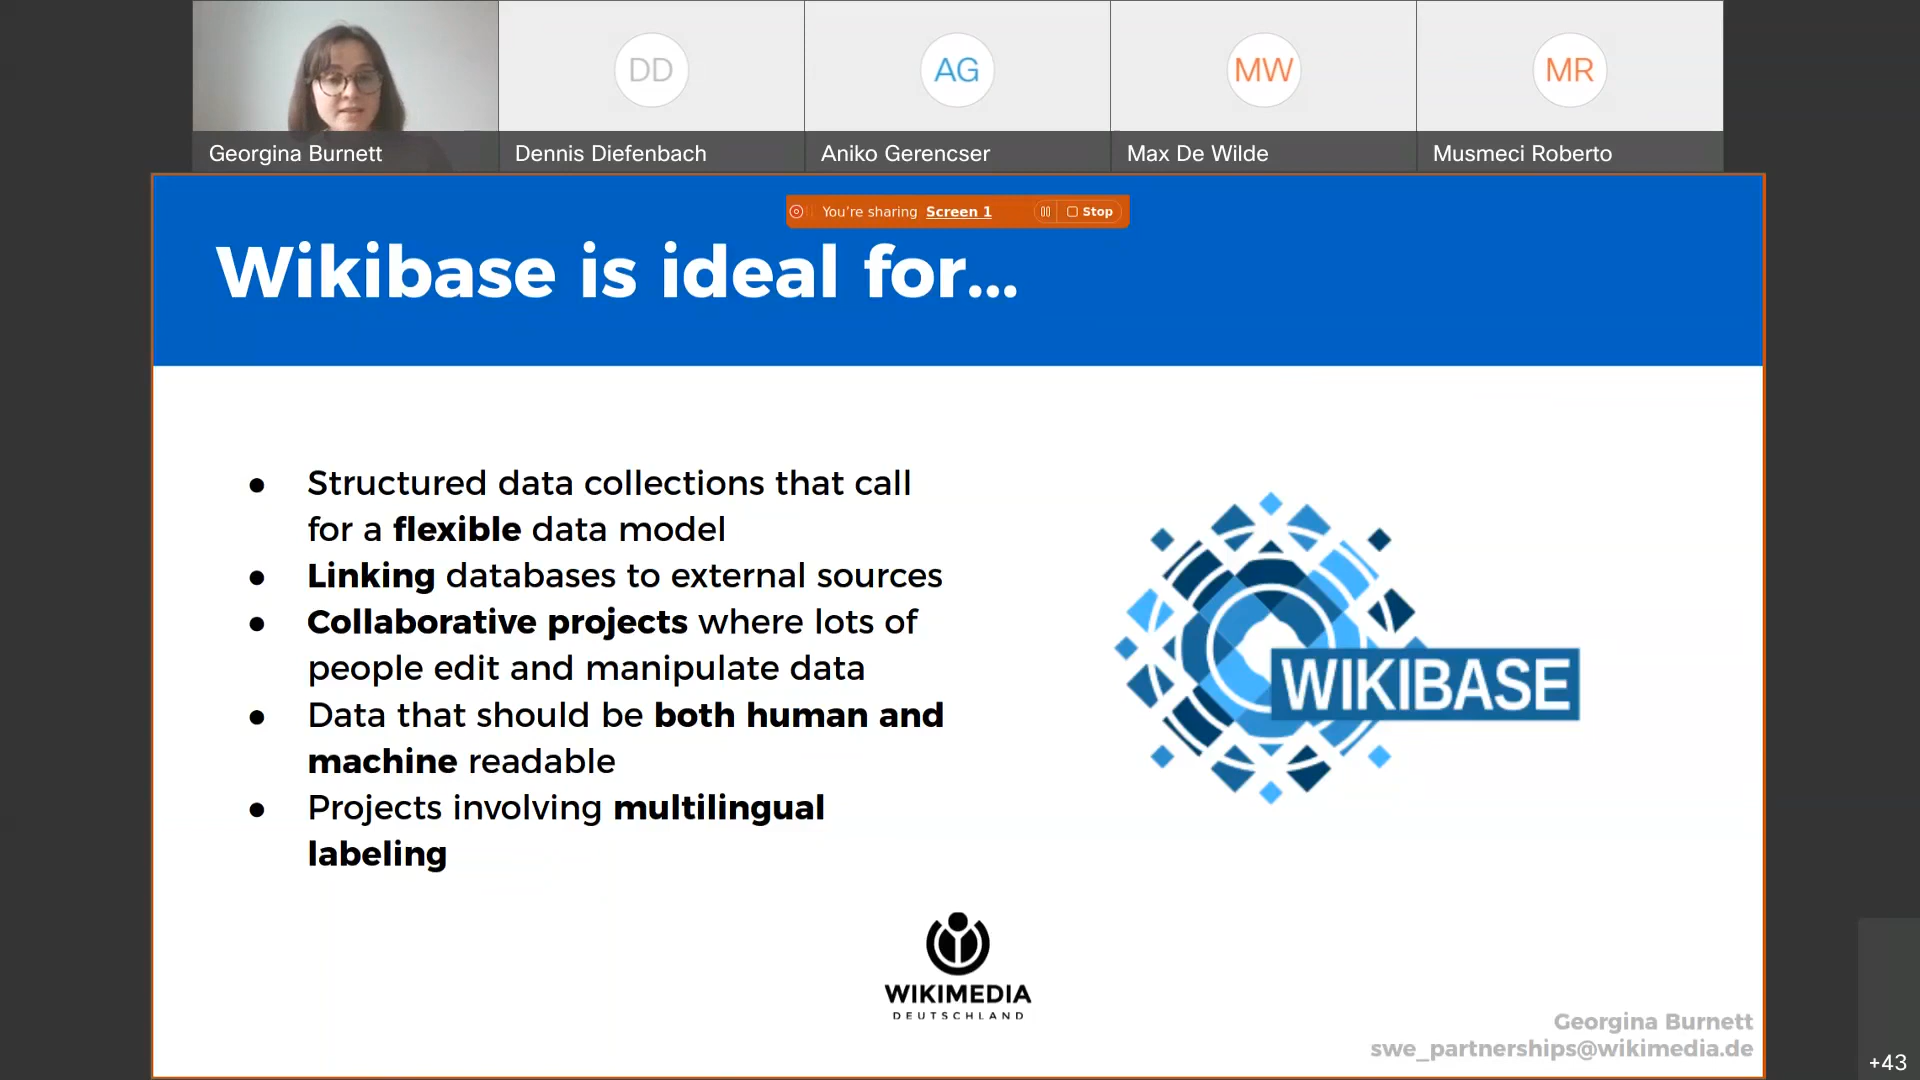 DD
AG
MW
MR
Georgina Burnett
Dennis Diefenbach
Aniko Gerencser
Max De Wilde
Musmeci Roberto
You're sharing Screen 1
Stop
Wikibase is ideal for...
● Structured data collections that call
for a flexible data model
● Linking databases to external sources
● Collaborative projects where lots of
people edit and manipulate data
● Data that should be both human and
machine readable
● Projects involving multilingual
labeling
WIKIBASE
WIKIMEDIA
DEUTSCHLAND
Georgina Burnett
swe_partnerships@wikimedia.de
+43